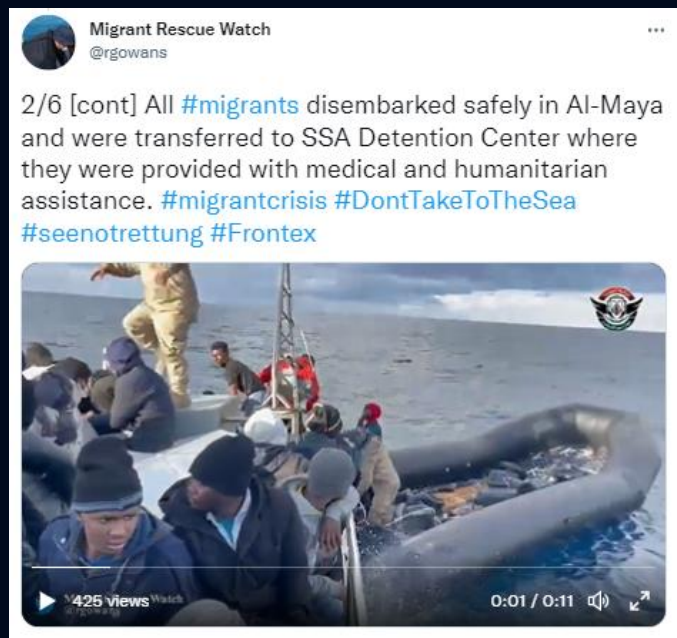 Migrant Rescue Watch
@rgowans
2/6 [cont] All #migrants disembarked safely in Al-Maya
and were transferred to SSA Detention Center where
they were provided with medical and humanitarian
assistance. #migrantcrisis #DontTakeToTheSea
#seenotrettung #Frontex
425 views
0:01 / 0:11